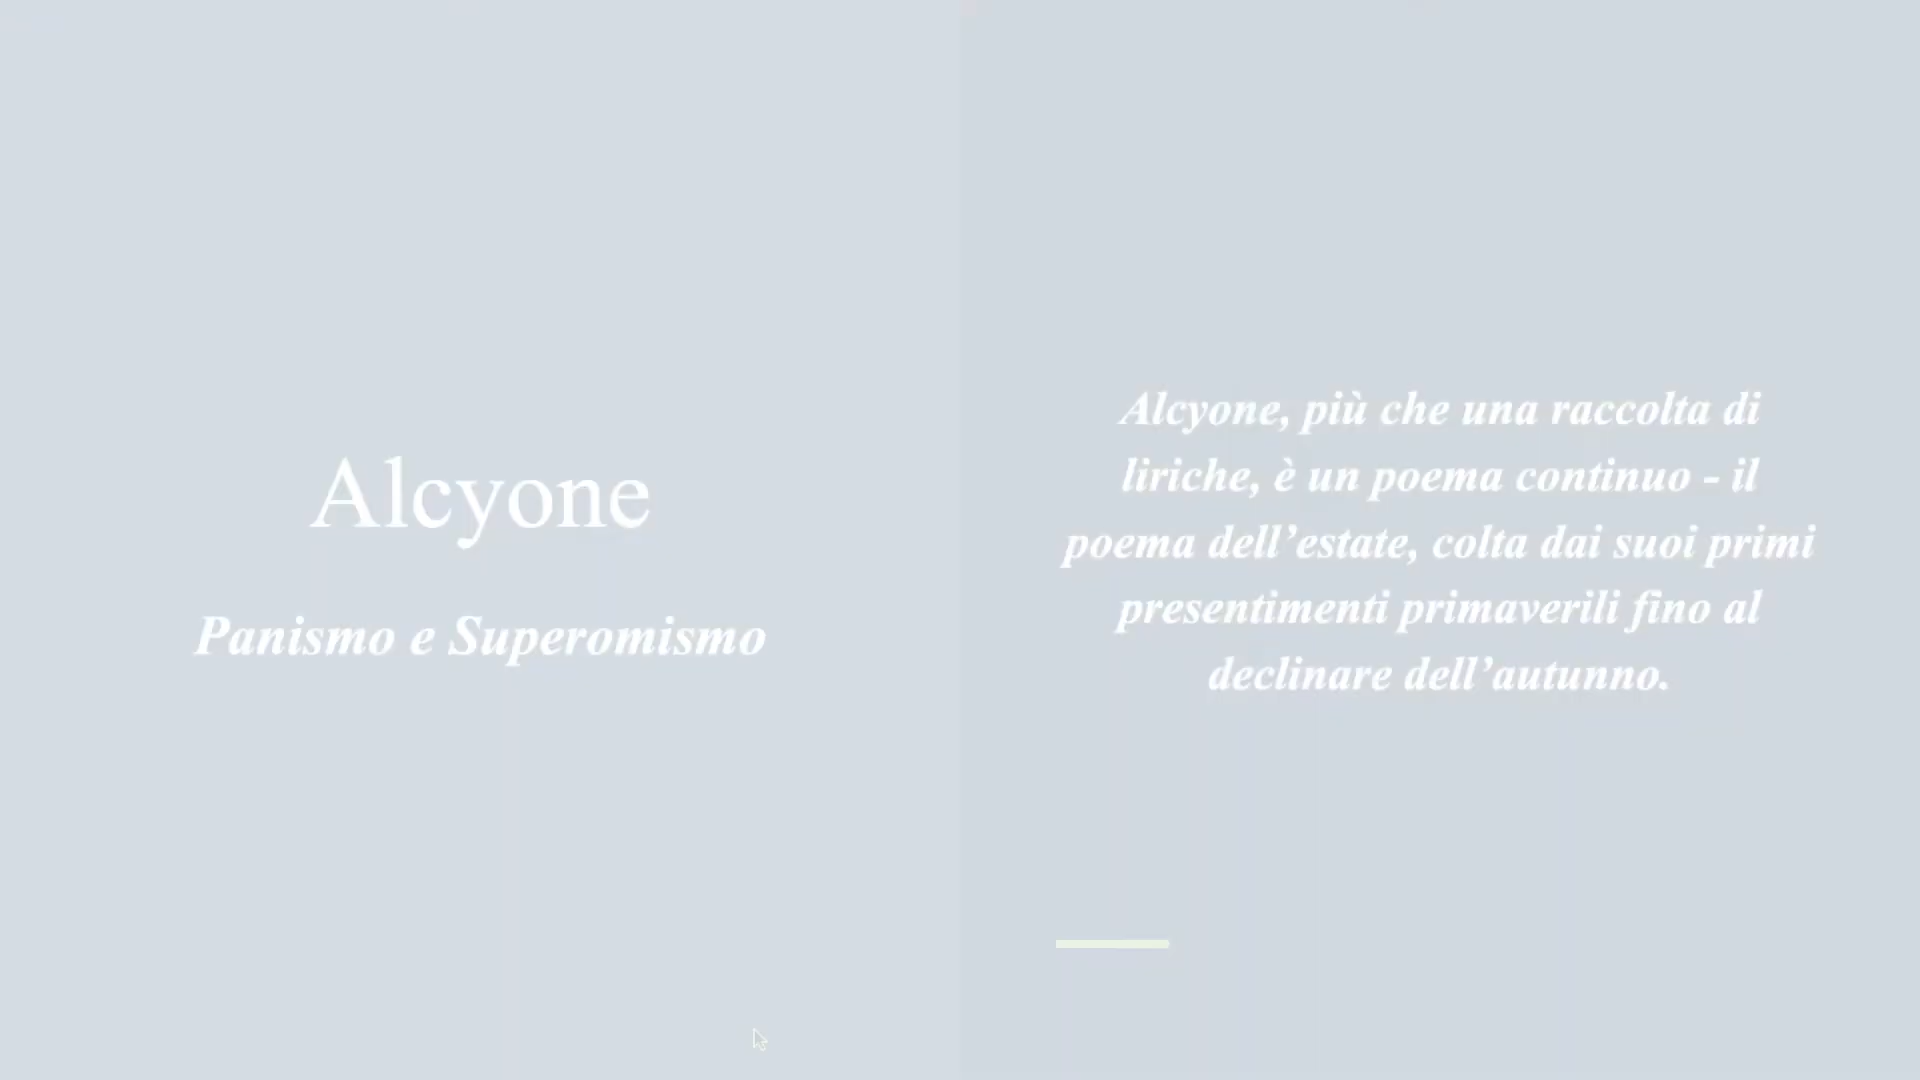 Alcyone
Panismo e Superomismo
Alcyone, più che una raccolta di
liriche, è un poema continuo - il
poema dell’estate, colta dai suoi primi
presentimenti primaverili fino al
declinare dell’autunno.